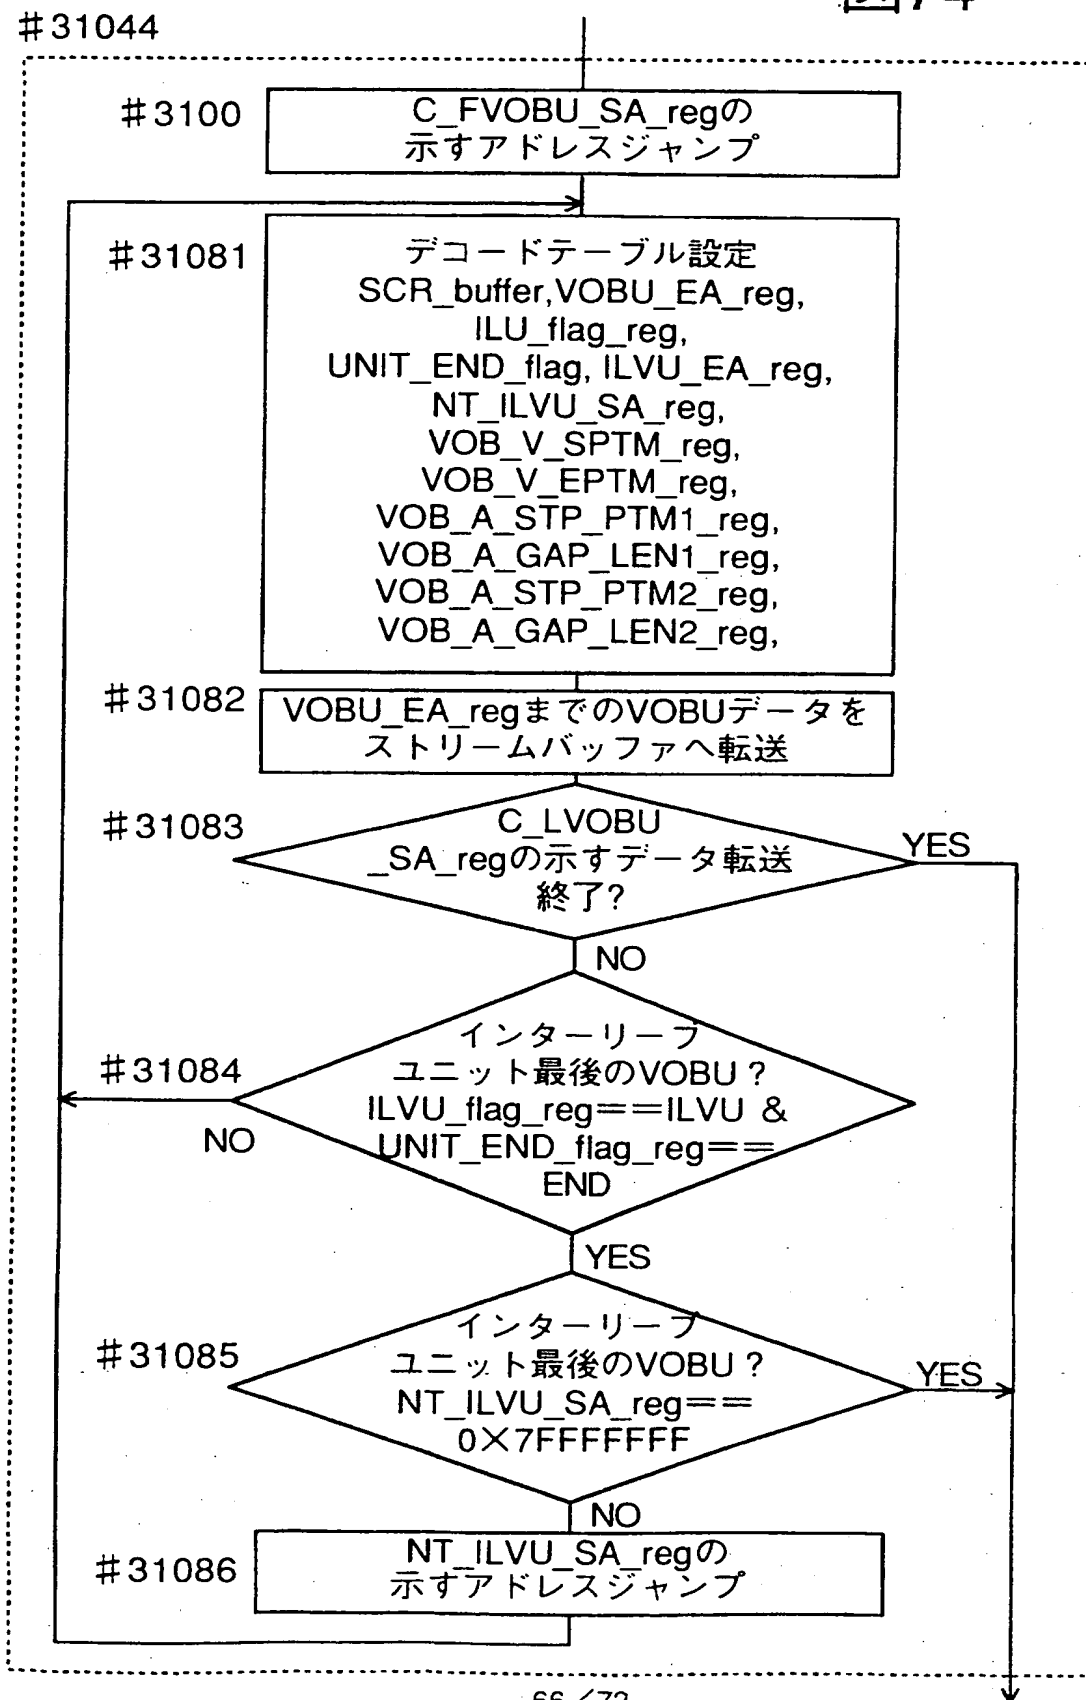 図74
#31044
#3100
C_FVOBU_SA_regの
示すアドレスジャンプ
#31081
デコードテーブル設定
SCR_buffer,VOBU_EA_reg,
ILU_flag_reg,
UNIT_END_flag, ILVU_EA_reg,
NT_ILVU_SA_reg,
VOB_V_SPTM_reg,
VOB_V_EPTM_reg,
VOB_A_STP_PTM1_reg,
VOB_A_GAP_LEN1_reg,
VOB_A_STP_PTM2_reg,
VOB_A_GAP_LEN2_reg,
#31082
VOBU_EA_regまでのVOBUデータを
ストリームバッファへ転送
#31083
C_LVOBU
_SA_regの示すデータ転送
終了?
YES
NO
#31084
インターリーブ
ユニット最後のVOBU?
ILVU_flag_reg==ILVU &
UNIT_END_flag_reg==
END
NO
YES
#31085
インターリーブ
ユニット最後のVOBU?
NT_ILVU_SA_reg==
0×7FFFFFFF
YES
NO
#31086
NT_ILVU_SA_regの
示すアドレスジャンプ
66/72